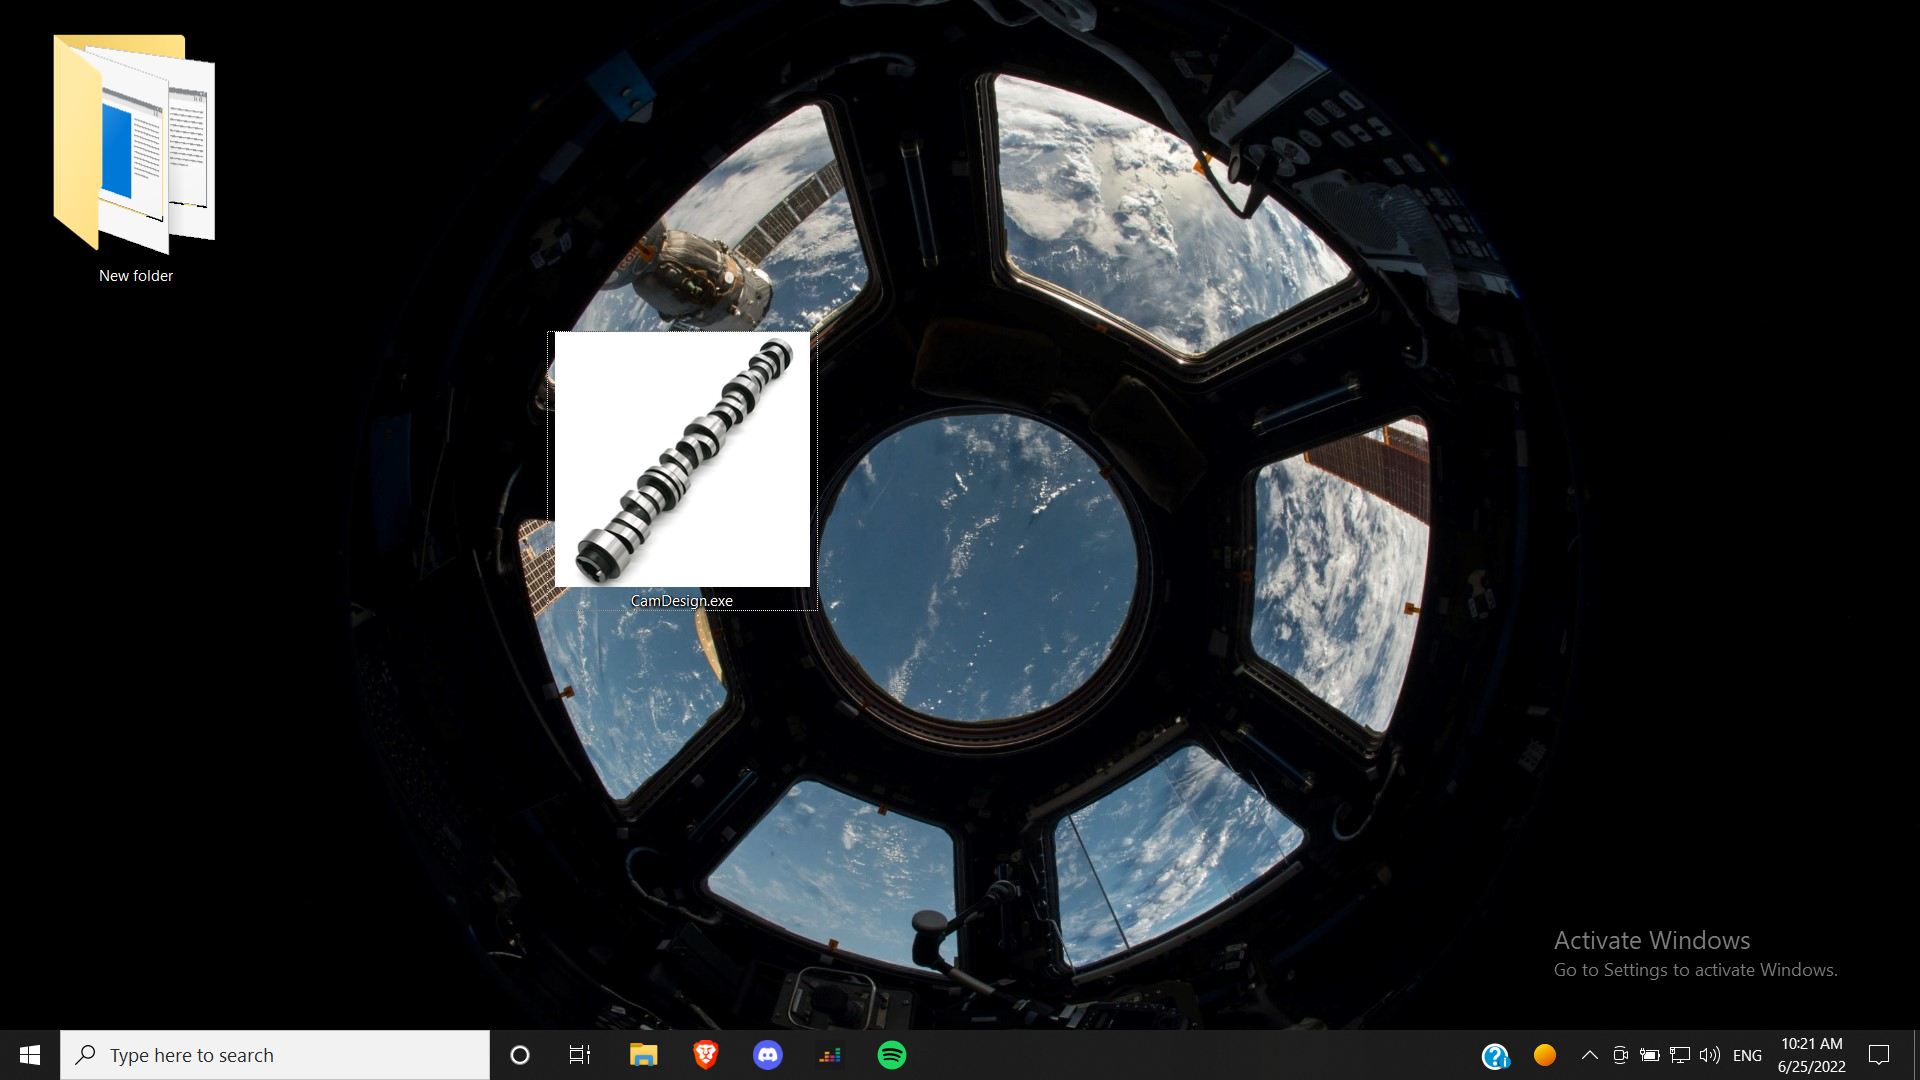 New folder
CamDesign.exe
Activate Windows
Go to Settings to activate Windows.
Type here to search
ENG
10:21 AM
6/25/2022